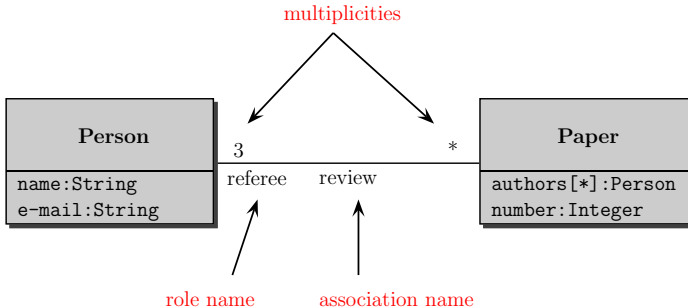 multiplicities
Person
Paper
3
*
referee
review
name:String
e-mail:String
authors[*]:Person
number:Integer
role name
association name